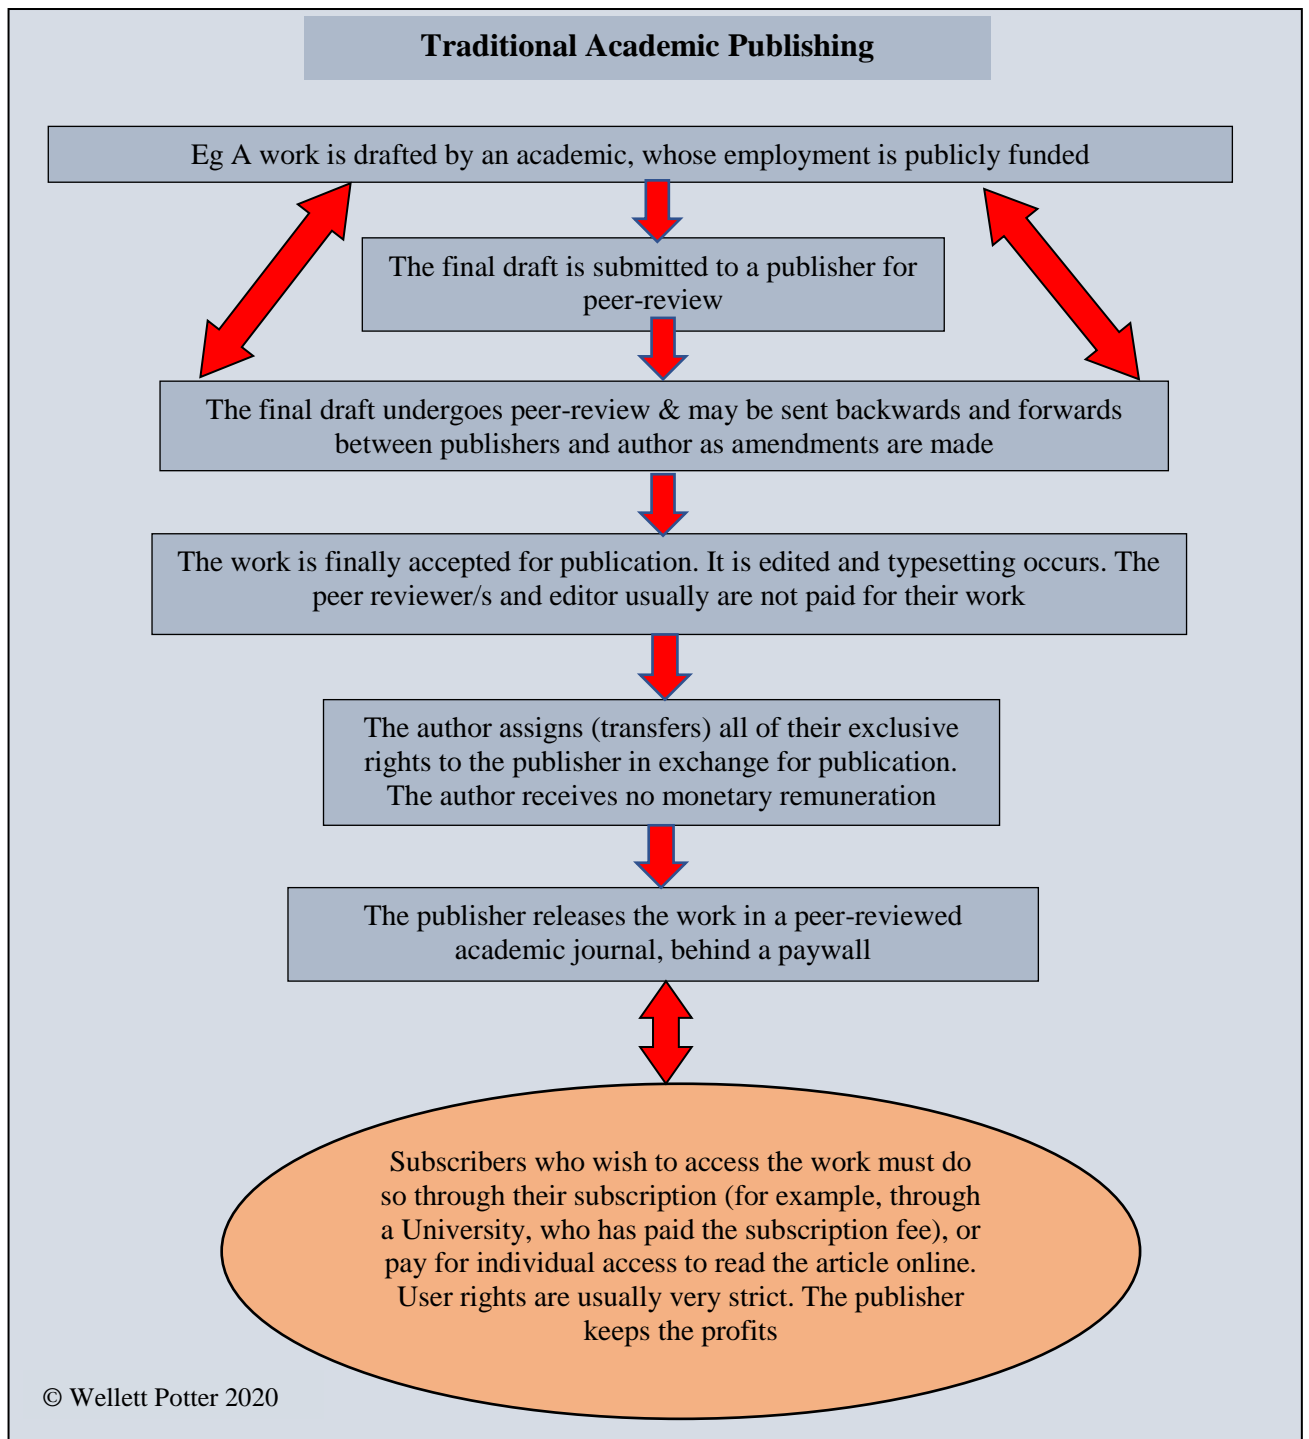 Traditional Academic Publishing
Eg A work is drafted by an academic, whose employment is publicly funded
The final draft is submitted to a publisher for
peer-review
The final draft undergoes peer-review & may be sent backwards and forwards
between publishers and author as amendments are made
The work is finally accepted for publication. It is edited and typesetting occurs. The
peer reviewer/s and editor usually are not paid for their work
The author assigns (transfers) all of their exclusive
rights to the publisher in exchange for publication.
The author receives no monetary remuneration
The publisher releases the work in a peer-reviewed
academic journal, behind a paywall
Subscribers who wish to access the work must do
so through their subscription (for example, through
a University, who has paid the subscription fee), or
pay for individual access to read the article online.
User rights are usually very strict. The publisher
keeps the profits
© Wellett Potter 2020